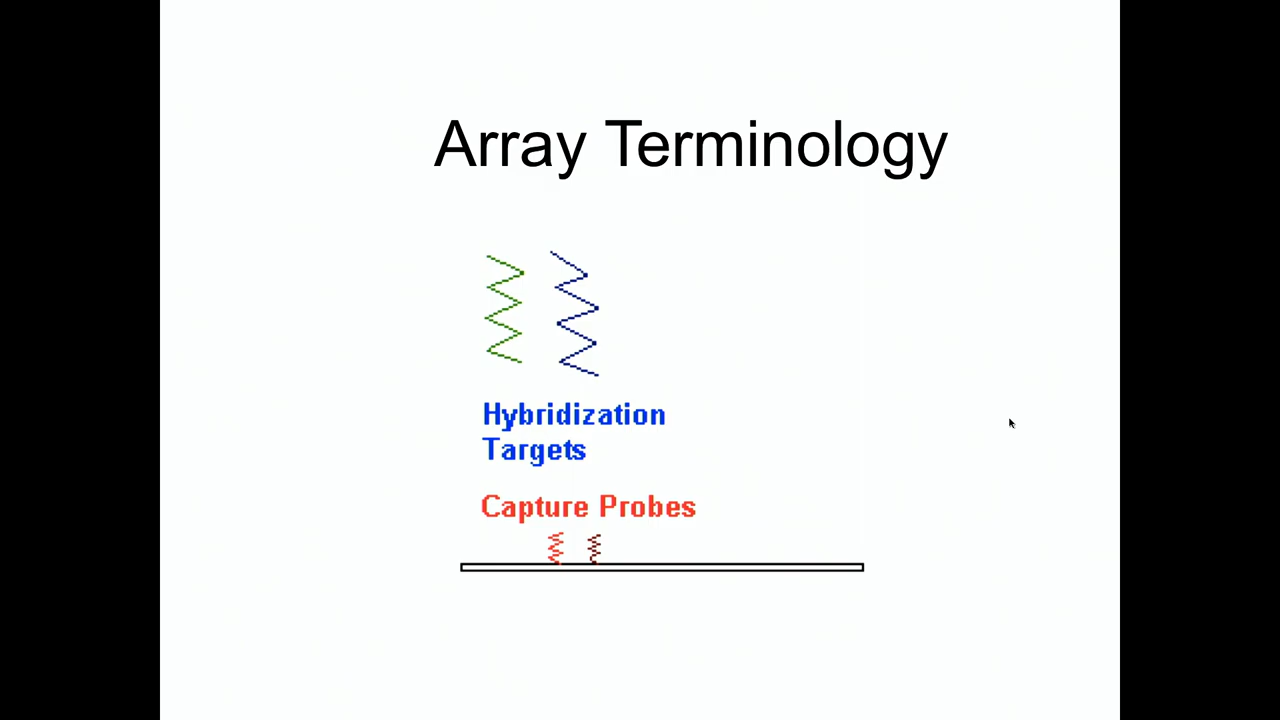 Array Terminology
Hybridization
Targets
Capture Probes